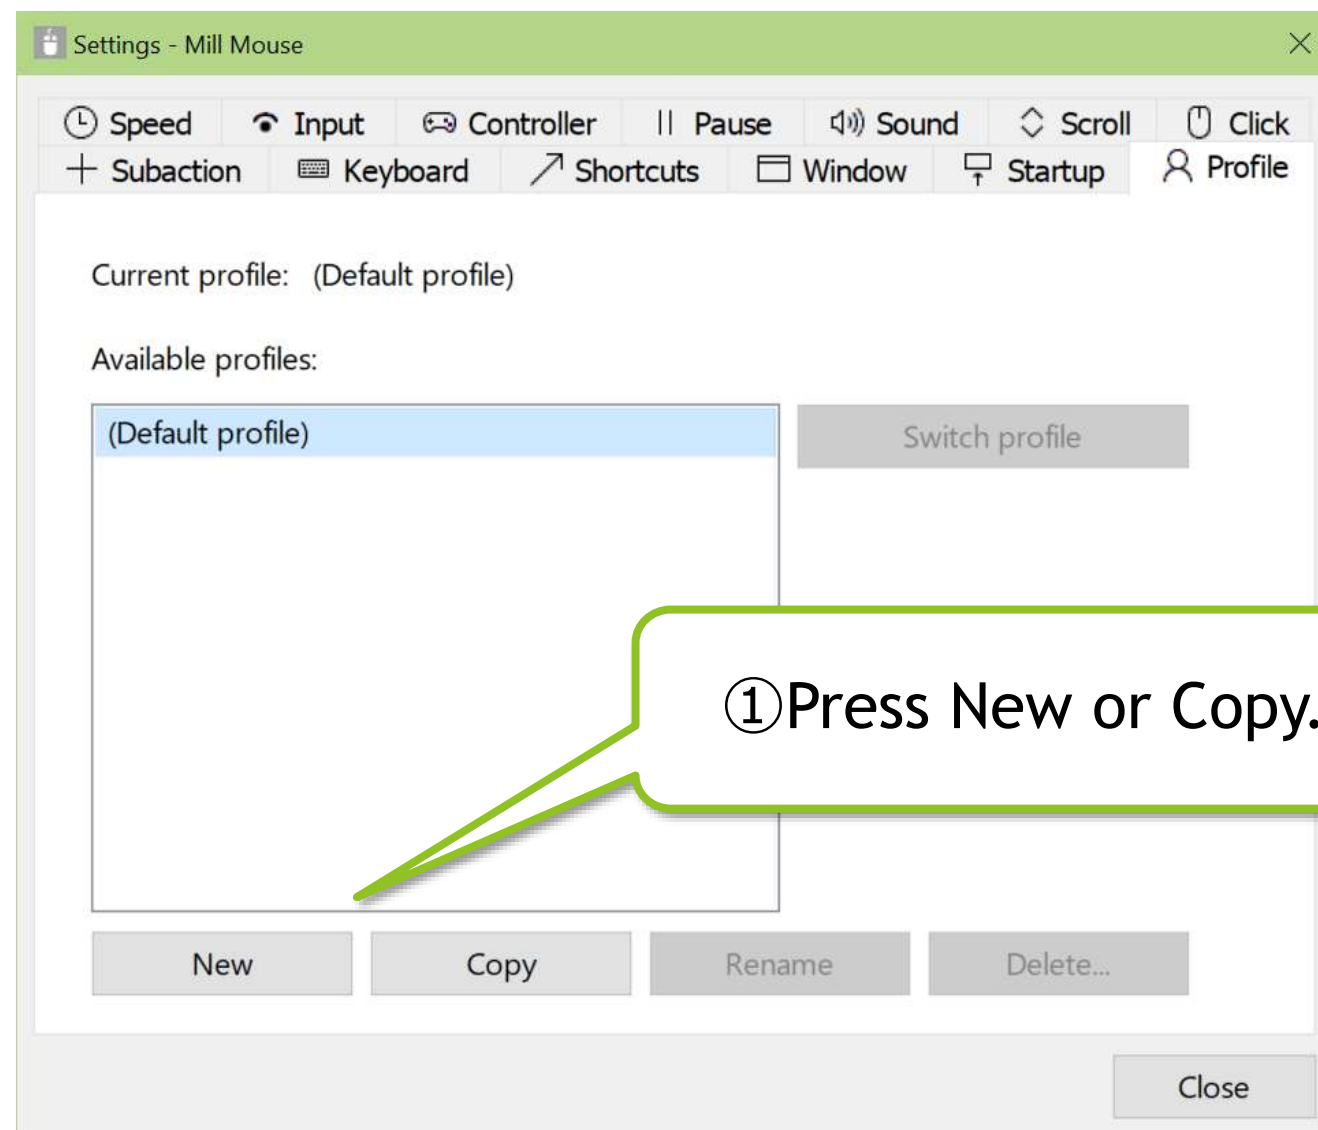 Settings - Mill Mouse
Speed Input Controller Pause Sound Scroll Click
Subaction Keyboard Shortcuts Window Startup Profile
Current profile: (Default profile)
Available profiles:
(Default profile)
Switch profile
①Press New or Copy.
New Copy Rename Delete...
Close